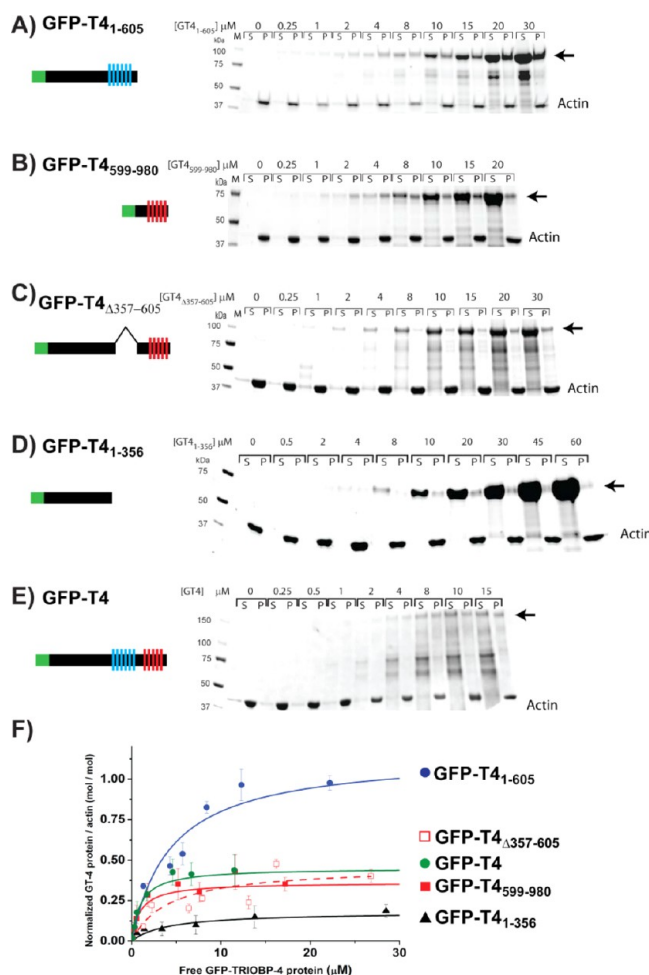 A) GFP-T4₁₋₆₀₅
[GT4₁₋₆₀₅] µM 0 0.25 1 2 4 8 10 15 20 30
kDa M S P S P S P S P S P S P S P S P S P S P
100
75
50
37
Actin
B) GFP-T4₅₉₉₋₉₈₀
[GT4₅₉₉₋₉₈₀] µM 0 0.25 1 2 4 8 10 15 20
kDa M S P S P S P S P S P S P S P S P S P
75
50
37
Actin
C) GFP-T4Δ357–605
[GT4Δ357-605] µM 0 0.25 1 2 4 8 10 15 20 30
kDa M S P S P S P S P S P S P S P S P S P S P
100
75
50
37
Actin
D) GFP-T4₁₋₃₅₆
[GT4₁₋₃₅₆] µM 0 0.5 2 4 8 10 20 30 45 60
kDa S P S P S P S P S P S P S P S P S P S P
75
50
37
Actin
E) GFP-T4
[GT4] µM 0 0.25 0.5 1 2 4 8 10 15
kDa S P S P S P S P S P S P S P S P S P
150
100
75
50
37
Actin
F)
Normalized GT-4 protein / actin (mol / mol)
1.00
0.75
0.50
0.25
0.00
0 5 10 15 20 25 30
Free GFP-TRIOBP-4 protein (µM)
GFP-T4₁₋₆₀₅
GFP-T4Δ357-605
GFP-T4
GFP-T4₅₉₉₋₉₈₀
GFP-T4₁₋₃₅₆